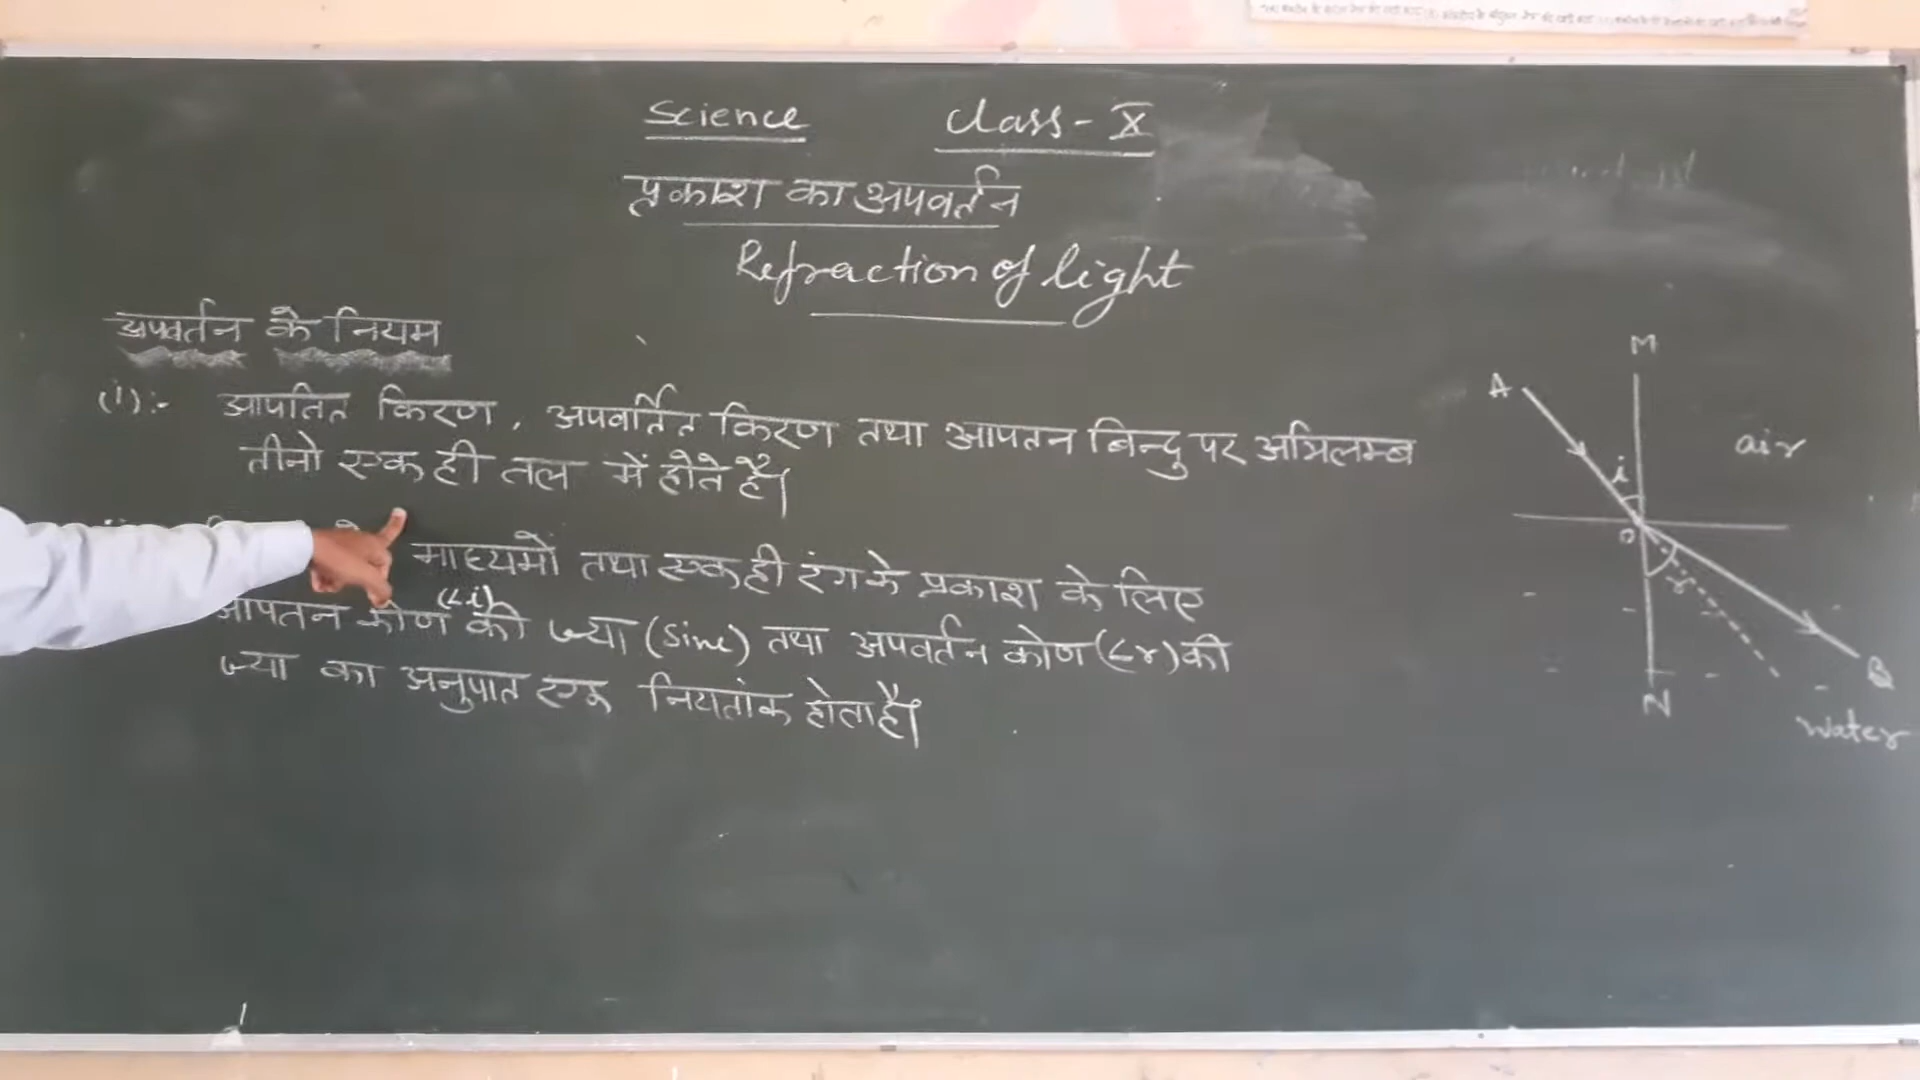 Science Class - X
प्रकाश का अपवर्तन
Refraction of light
अपवर्तन के नियम
(i):- आपतित किरण, अपवर्तित किरण तथा आपतन बिन्दु पर अभिलम्ब
तीनो एक ही तल में होते है।
माध्यमों तथा एक ही रंग के प्रकाश के लिए
आपतन कोण (∠i) की ज्या (Sine) तथा अपवर्तन कोण (∠r) की
ज्या का अनुपात एक नियतांक होता है।
M
A
air
i
O
r
B
N
Water